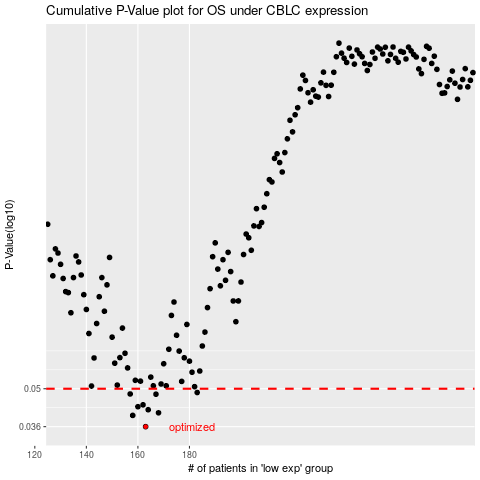 Cumulative P-Value plot for OS under CBLC expression
P-Value(log10)
0.05
0.036
optimized
120 140 160 180
# of patients in 'low exp' group